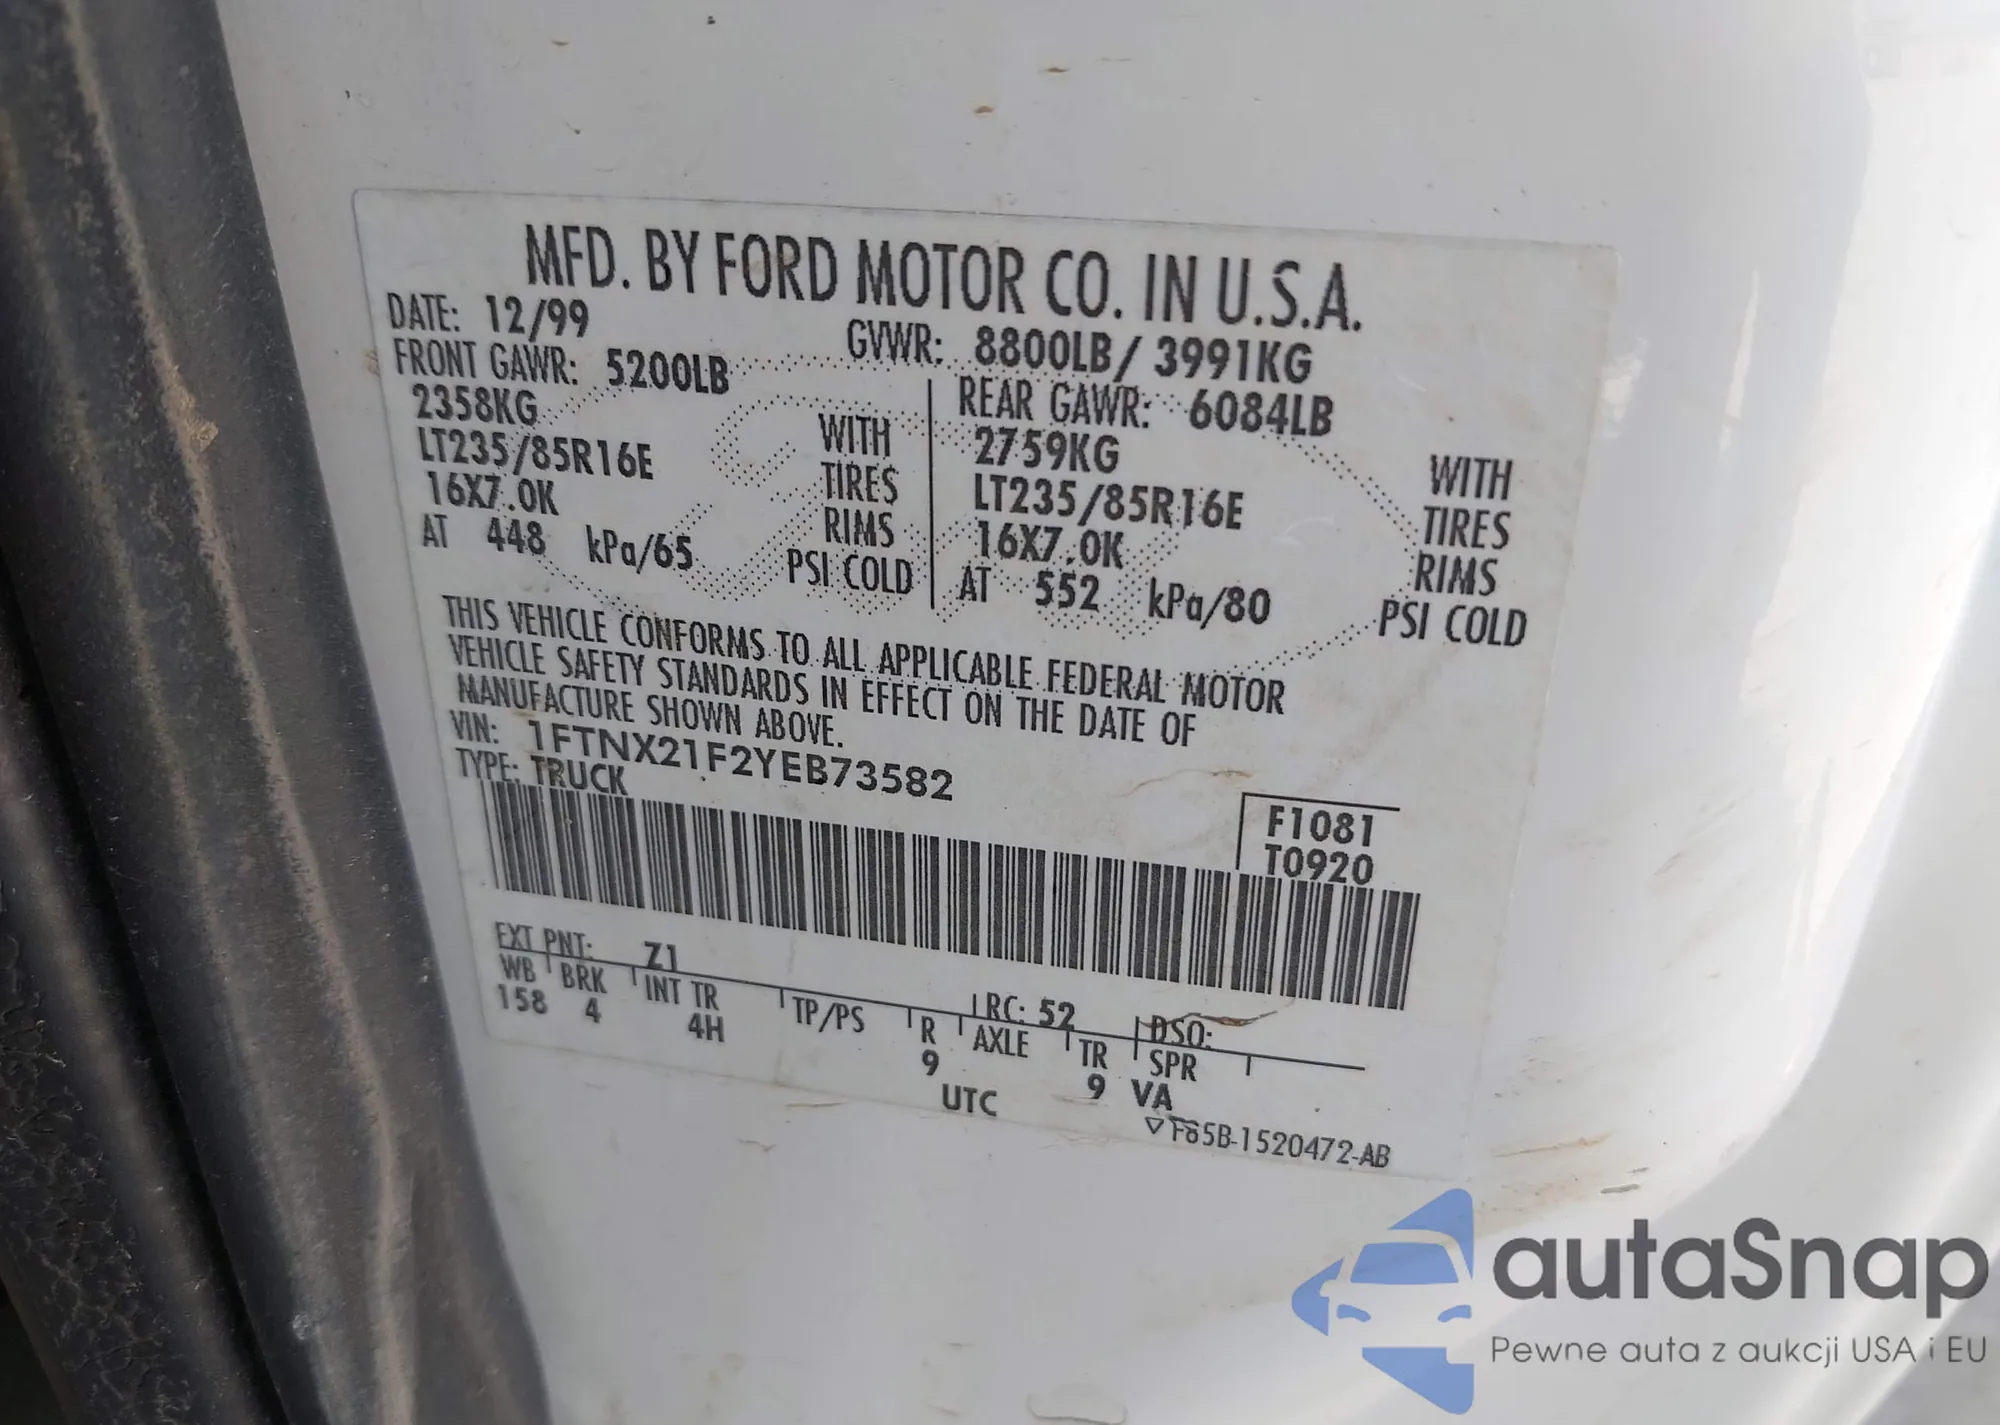 MFD. BY FORD MOTOR CO. IN U.S.A.
DATE: 12/99 GVWR: 8800LB/ 3991KG
FRONT GAWR: 5200LB REAR GAWR: 6084LB
2358KG WITH 2759KG WITH
LT235/85R16E TIRES LT235/85R16E TIRES
16X7.0K RIMS 16X7.0K RIMS
AT 448 kPa/65 PSI COLD AT 552 kPa/80 PSI COLD
THIS VEHICLE CONFORMS TO ALL APPLICABLE FEDERAL MOTOR
VEHICLE SAFETY STANDARDS IN EFFECT ON THE DATE OF
MANUFACTURE SHOWN ABOVE.
VIN: 1FTNX21F2YEB73582
TYPE: TRUCK
F1081
T0920
EXT PNT: Z1 RC: 52 DSO:
WB BRK INT TR TP/PS R AXLE TR SPR
158 4 4H 9 9 VA
UTC
F85B-1520472-AB
autaSnap
Pewne auta z aukcji USA i EU